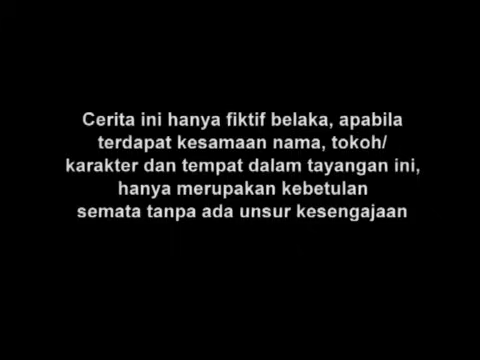 Cerita ini hanya fiktif belaka, apabila
terdapat kesamaan nama, tokoh/
karakter dan tempat dalam tayangan ini,
hanya merupakan kebetulan
semata tanpa ada unsur kesengajaan